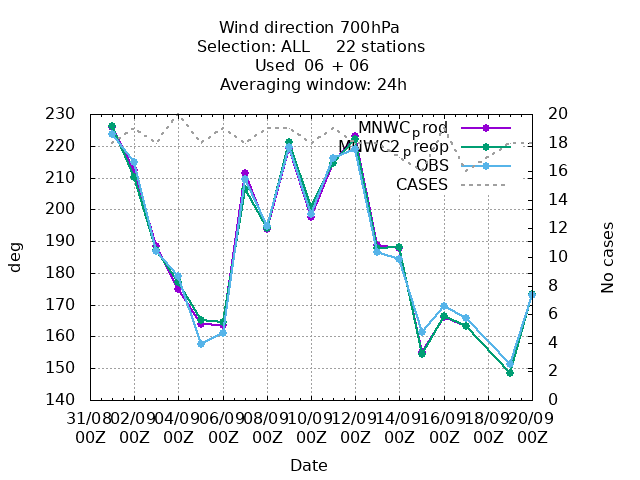 Wind direction 700hPa
Selection: ALL 22 stations
Used 06 + 06
Averaging window: 24h
230
220
210
200
190
180
170
160
150
140
20
18
16
14
12
10
8
6
4
2
0
MNWCprod
MNWC2preop
OBS
CASES
deg
No cases
31/08 02/09 04/09 06/09 08/09 10/09 12/09 14/09 16/09 18/09 20/09
00Z 00Z 00Z 00Z 00Z 00Z 00Z 00Z 00Z 00Z 00Z
Date